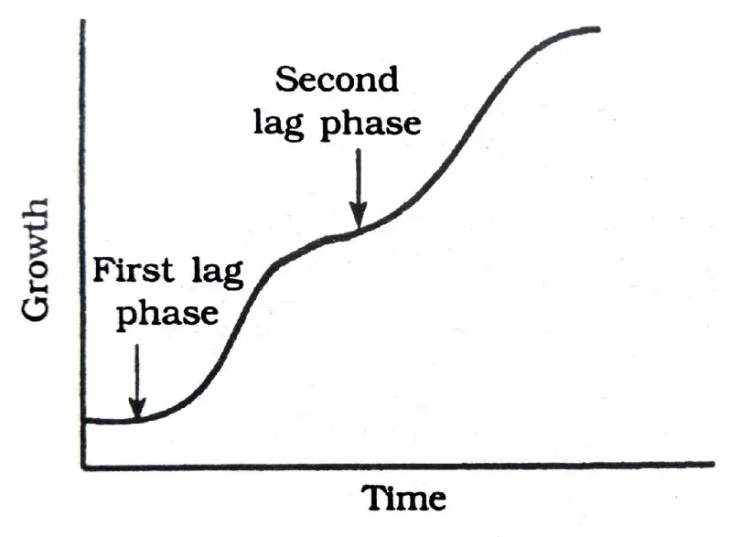 Second
lag phase
First lag
phase
Growth
Time